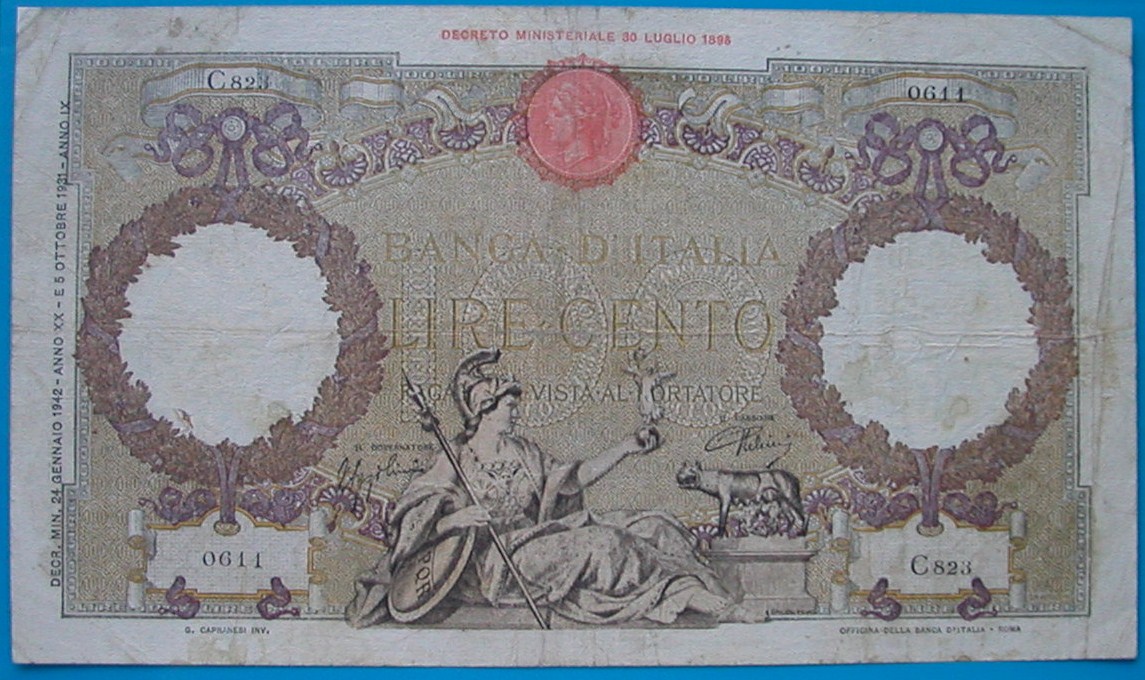 DECRETO MINISTERIALE 30 LUGLIO 1896
C 823
0611
DECR. MIN. 24 GENNAIO 1942 - ANNO XX - E 5 OTTOBRE 1931 - ANNO IX
BANCA D'ITALIA
LIRE CENTO
VISTA AL PORTATORE
IL GOVERNATORE
IL CASSIERE
0611
C 823
SPQR
G. CAPRANESI INV.
OFFICINA DELLA BANCA D'ITALIA - ROMA